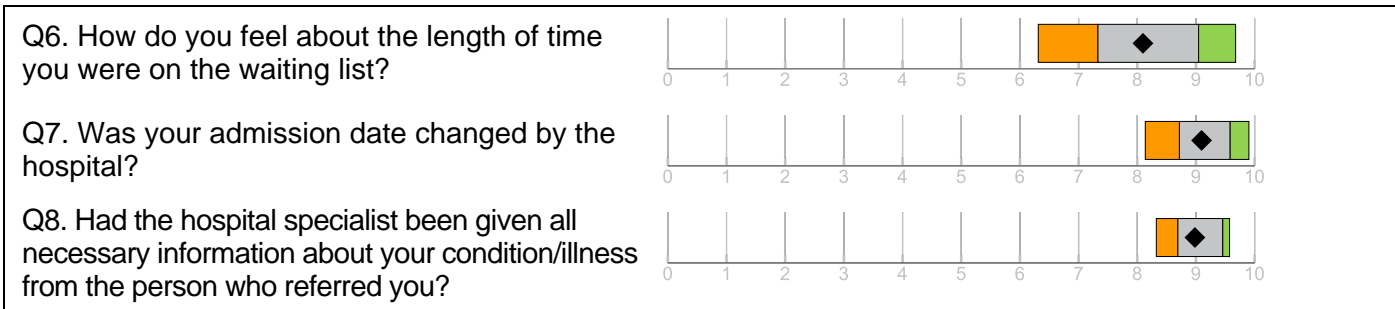 Q6. How do you feel about the length of time
you were on the waiting list?
0 1 2 3 4 5 6 7 8 9 10
Q7. Was your admission date changed by the
hospital?
0 1 2 3 4 5 6 7 8 9 10
Q8. Had the hospital specialist been given all
necessary information about your condition/illness
from the person who referred you?
0 1 2 3 4 5 6 7 8 9 10